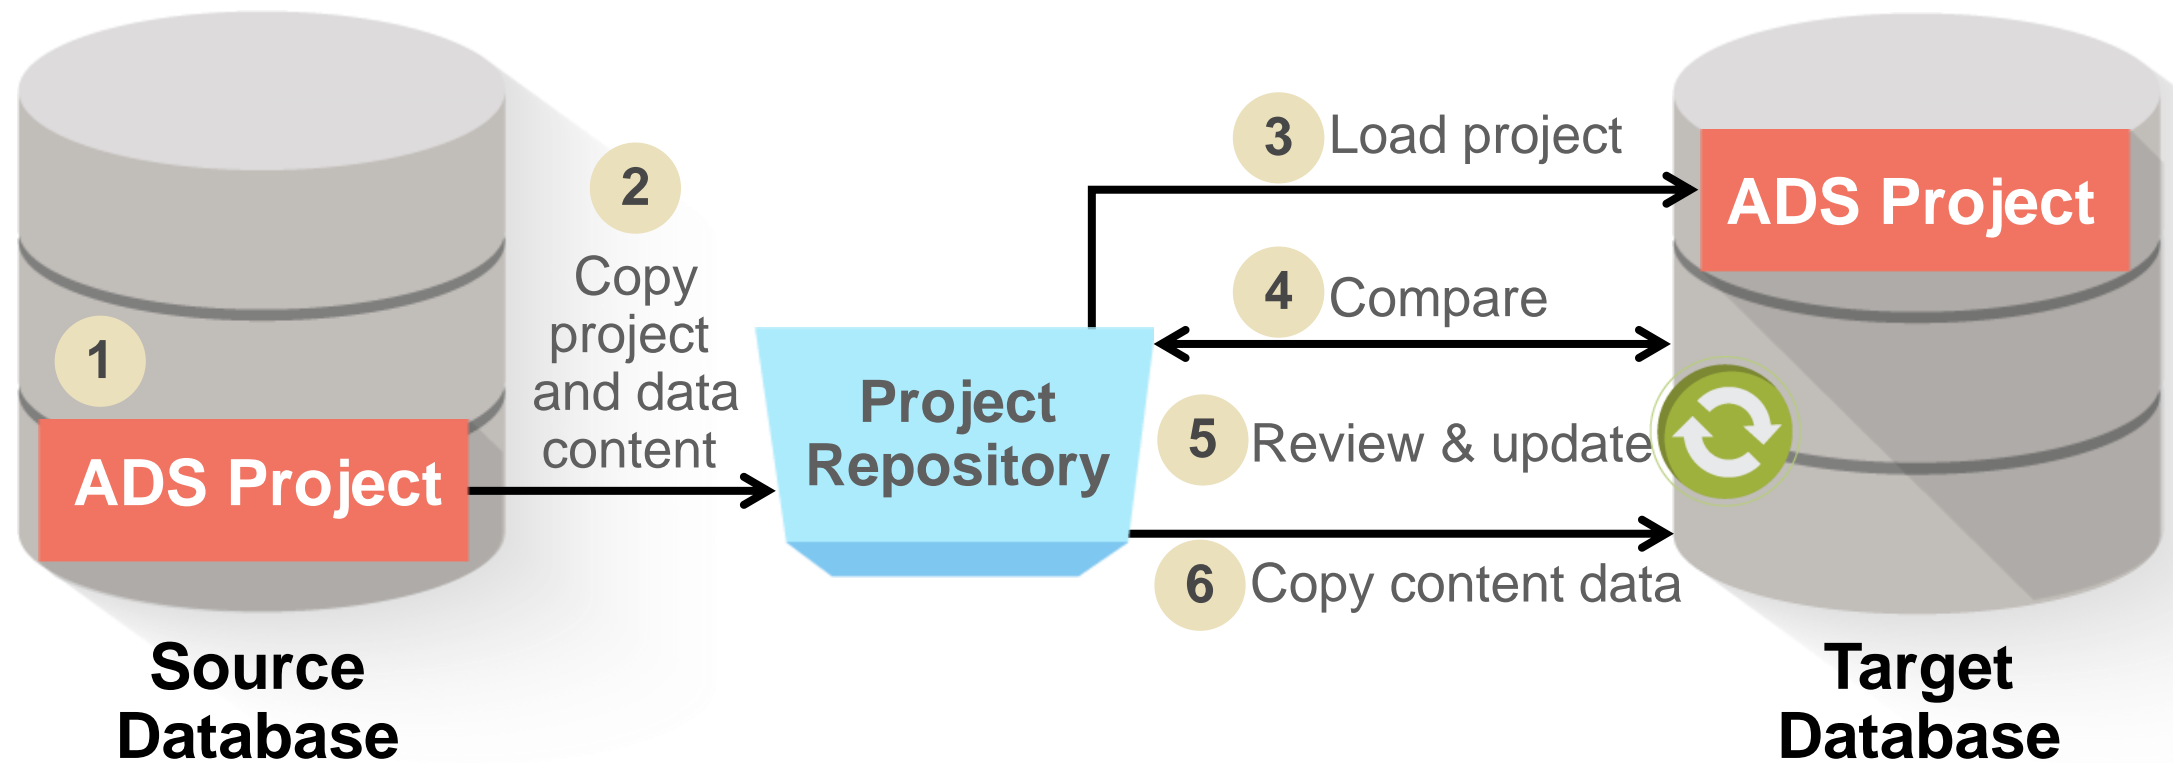 1
ADS Project
Source
Database
2
Copy
project
and data
content
Project
Repository
3 Load project
4 Compare
5 Review & update
6 Copy content data
ADS Project
Target
Database